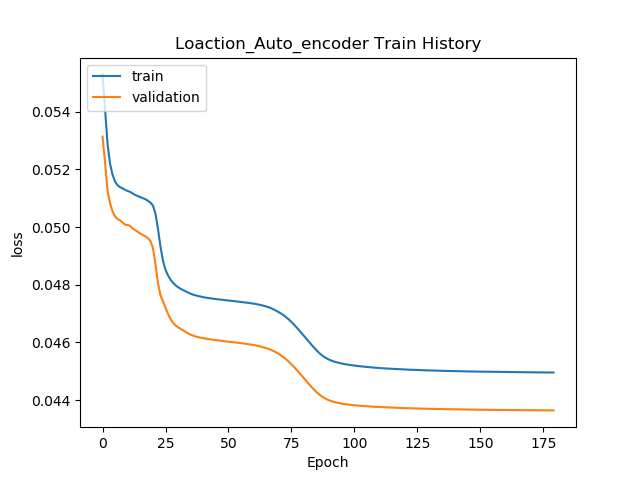 Loaction_Auto_encoder Train History
train
validation
0.054
0.052
0.050
0.048
0.046
0.044
loss
0 25 50 75 100 125 150 175
Epoch